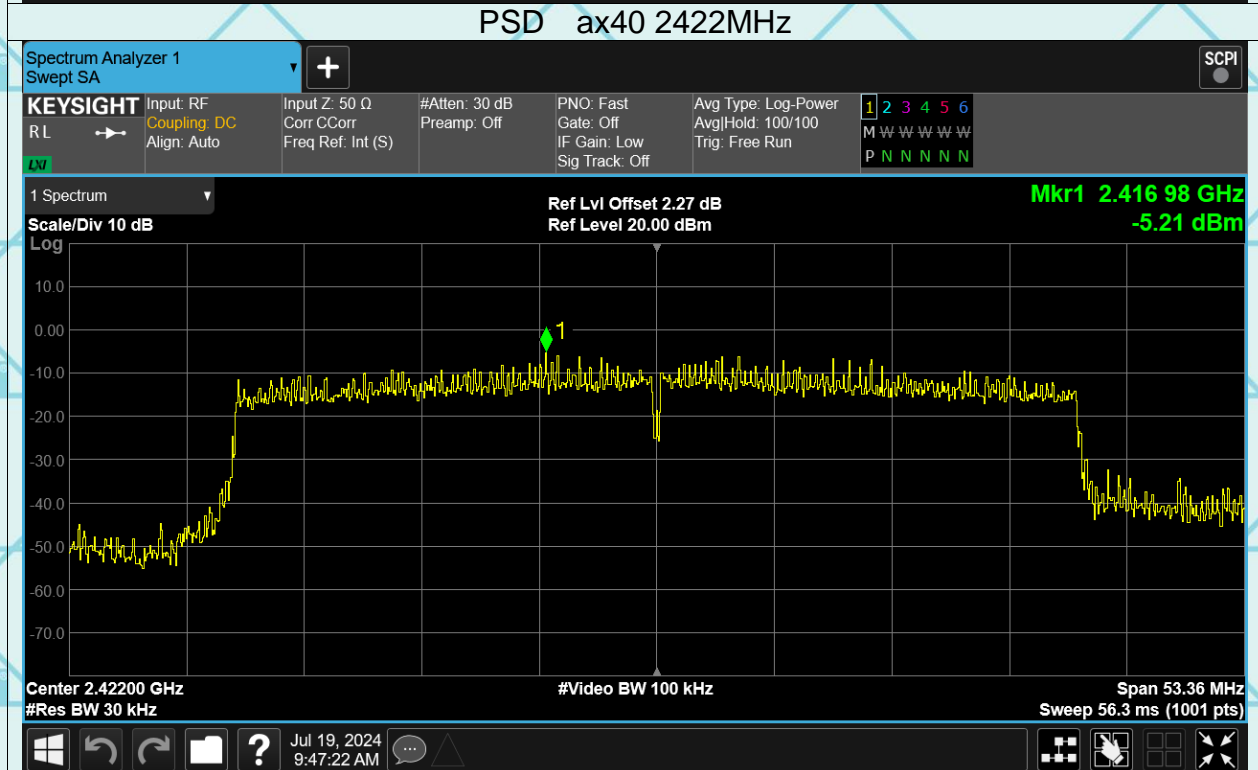 PSD ax40 2422MHz
Spectrum Analyzer 1
Swept SA
+
SCPI
KEYSIGHT
R L
LXI
Input: RF
Coupling: DC
Align: Auto
Input Z: 50 Ω
Corr CCorr
Freq Ref: Int (S)
#Atten: 30 dB
Preamp: Off
PNO: Fast
Gate: Off
IF Gain: Low
Sig Track: Off
Avg Type: Log-Power
Avg|Hold: 100/100
Trig: Free Run
1 2 3 4 5 6
M W W W W W
P N N N N N
1 Spectrum
Scale/Div 10 dB
Log
Ref Lvl Offset 2.27 dB
Ref Level 20.00 dBm
Mkr1 2.416 98 GHz
-5.21 dBm
10.0
0.00
-10.0
-20.0
-30.0
-40.0
-50.0
-60.0
-70.0
1
Center 2.42200 GHz
#Res BW 30 kHz
#Video BW 100 kHz
Span 53.36 MHz
Sweep 56.3 ms (1001 pts)
?
Jul 19, 2024
9:47:22 AM